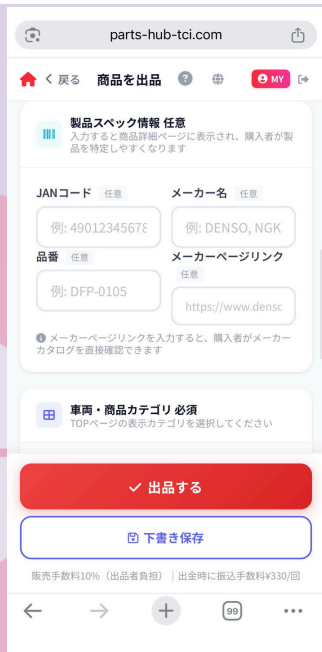 parts-hub-tci.com
戻る 商品を出品 ? MY
製品スペック情報 任意
入力すると商品詳細ページに表示され、購入者が製
品を特定しやすくなり
ます
JANコード 任意 メーカー名 任意
例: 49012345678 例: DENSO, NGK
品番 任意 メーカーページリンク
任意
例: DFP-0105
https://www.densc
メーカーページリンクを入力すると、購入者がメーカー
カタログを直接確認できます
車両・商品カテゴリ 必須
TOPページの表示カテゴリを選択してください
出品する
下書き保存
販売手数料10%（出品者負担）｜出金時に振込手数料¥330/回
99